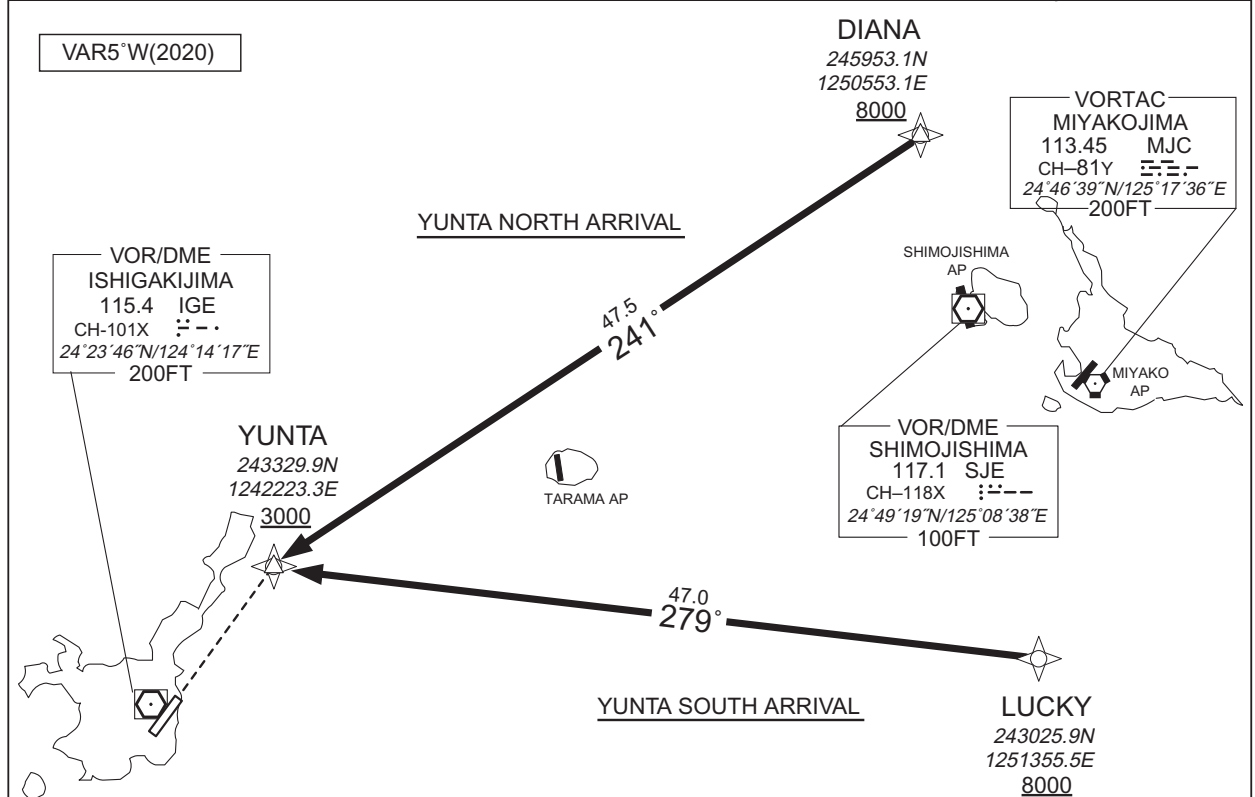 VAR5˚W(2020)
DIANA
245953.1N
1250553.1E
8000
VORTAC
MIYAKOJIMA
113.45 MJC
CH–81Y
24˚46´39˝N/125˚17´36˝E
200FT
YUNTA NORTH ARRIVAL
VOR/DME
ISHIGAKIJIMA
115.4 IGE
CH-101X
24˚23´46˝N/124˚14´17˝E
200FT
SHIMOJISHIMA
AP
47.5
241˚
MIYAKO
AP
VOR/DME
SHIMOJISHIMA
117.1 SJE
CH–118X
24˚49´19˝N/125˚08´38˝E
100FT
YUNTA
243329.9N
1242223.3E
3000
TARAMA AP
47.0
279˚
YUNTA SOUTH ARRIVAL
LUCKY
243025.9N
1251355.5E
8000